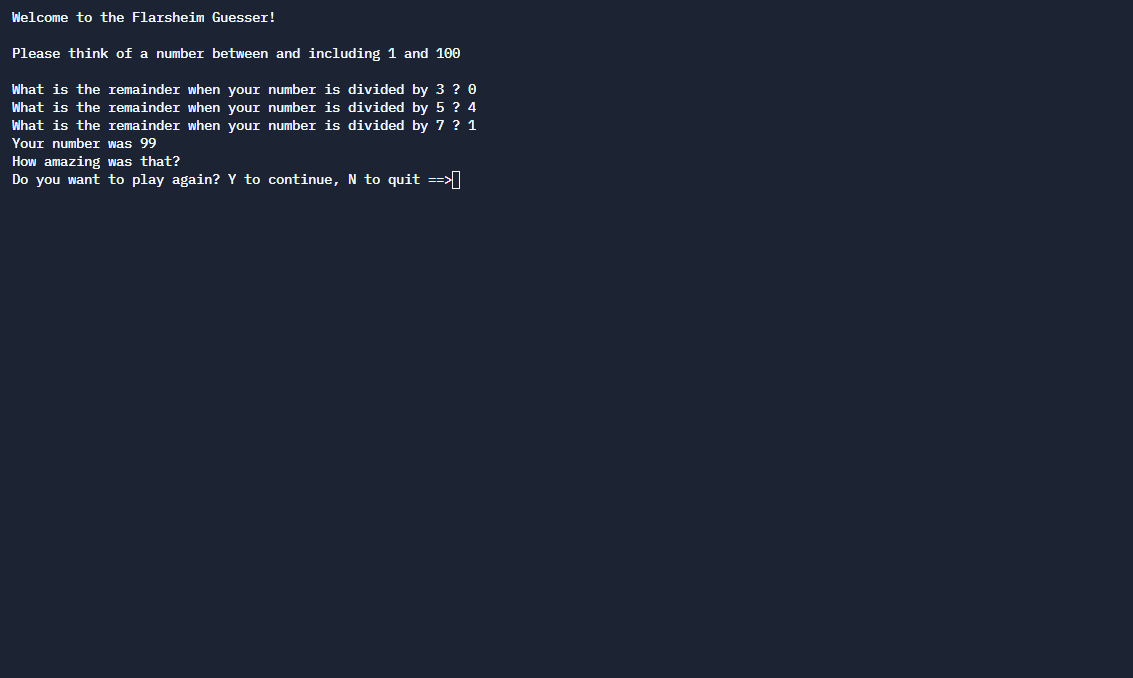 Welcome to the Flarsheim Guesser!
Please think of a number between and including 1 and 100
What is the remainder when your number is divided by 3 ? 0
What is the remainder when your number is divided by 5 ? 4
What is the remainder when your number is divided by 7 ? 1
Your number was 99
How amazing was that?
Do you want to play again? Y to continue, N to quit ==>